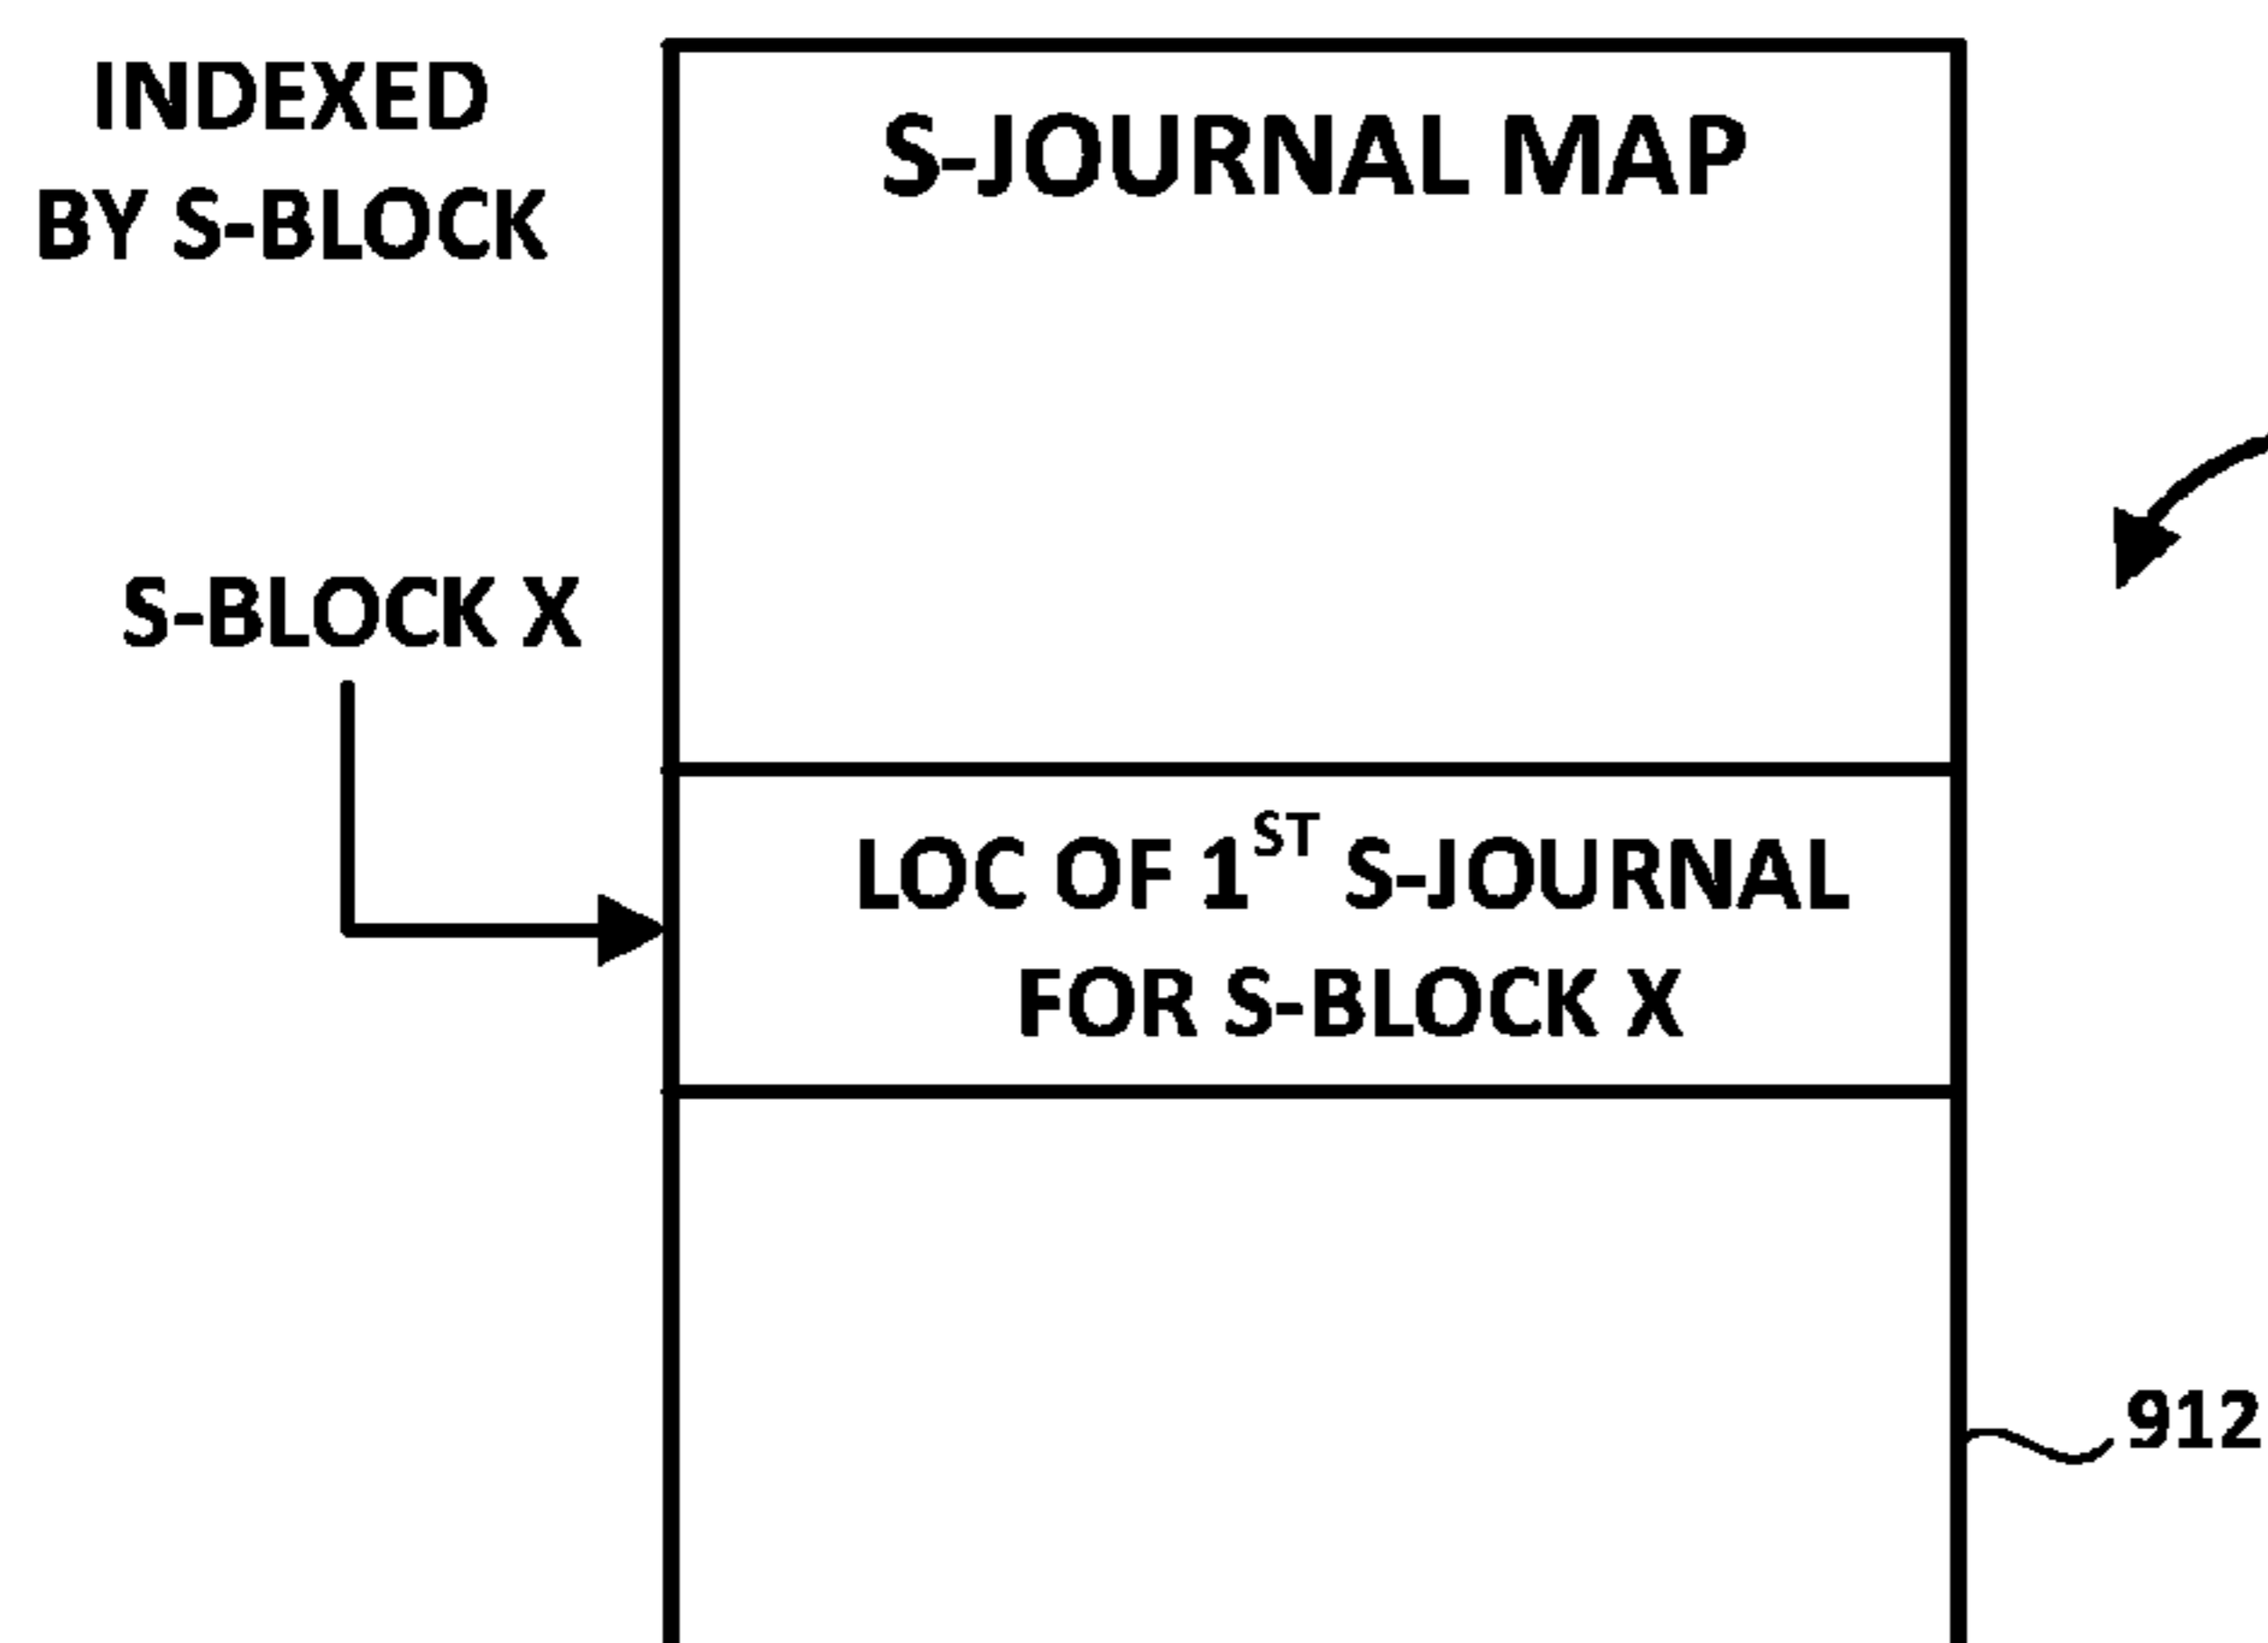 INDEXED
BY S-BLOCK
S-JOURNAL MAP
S-BLOCK X
LOC OF 1ST S-JOURNAL
FOR S-BLOCK X
912